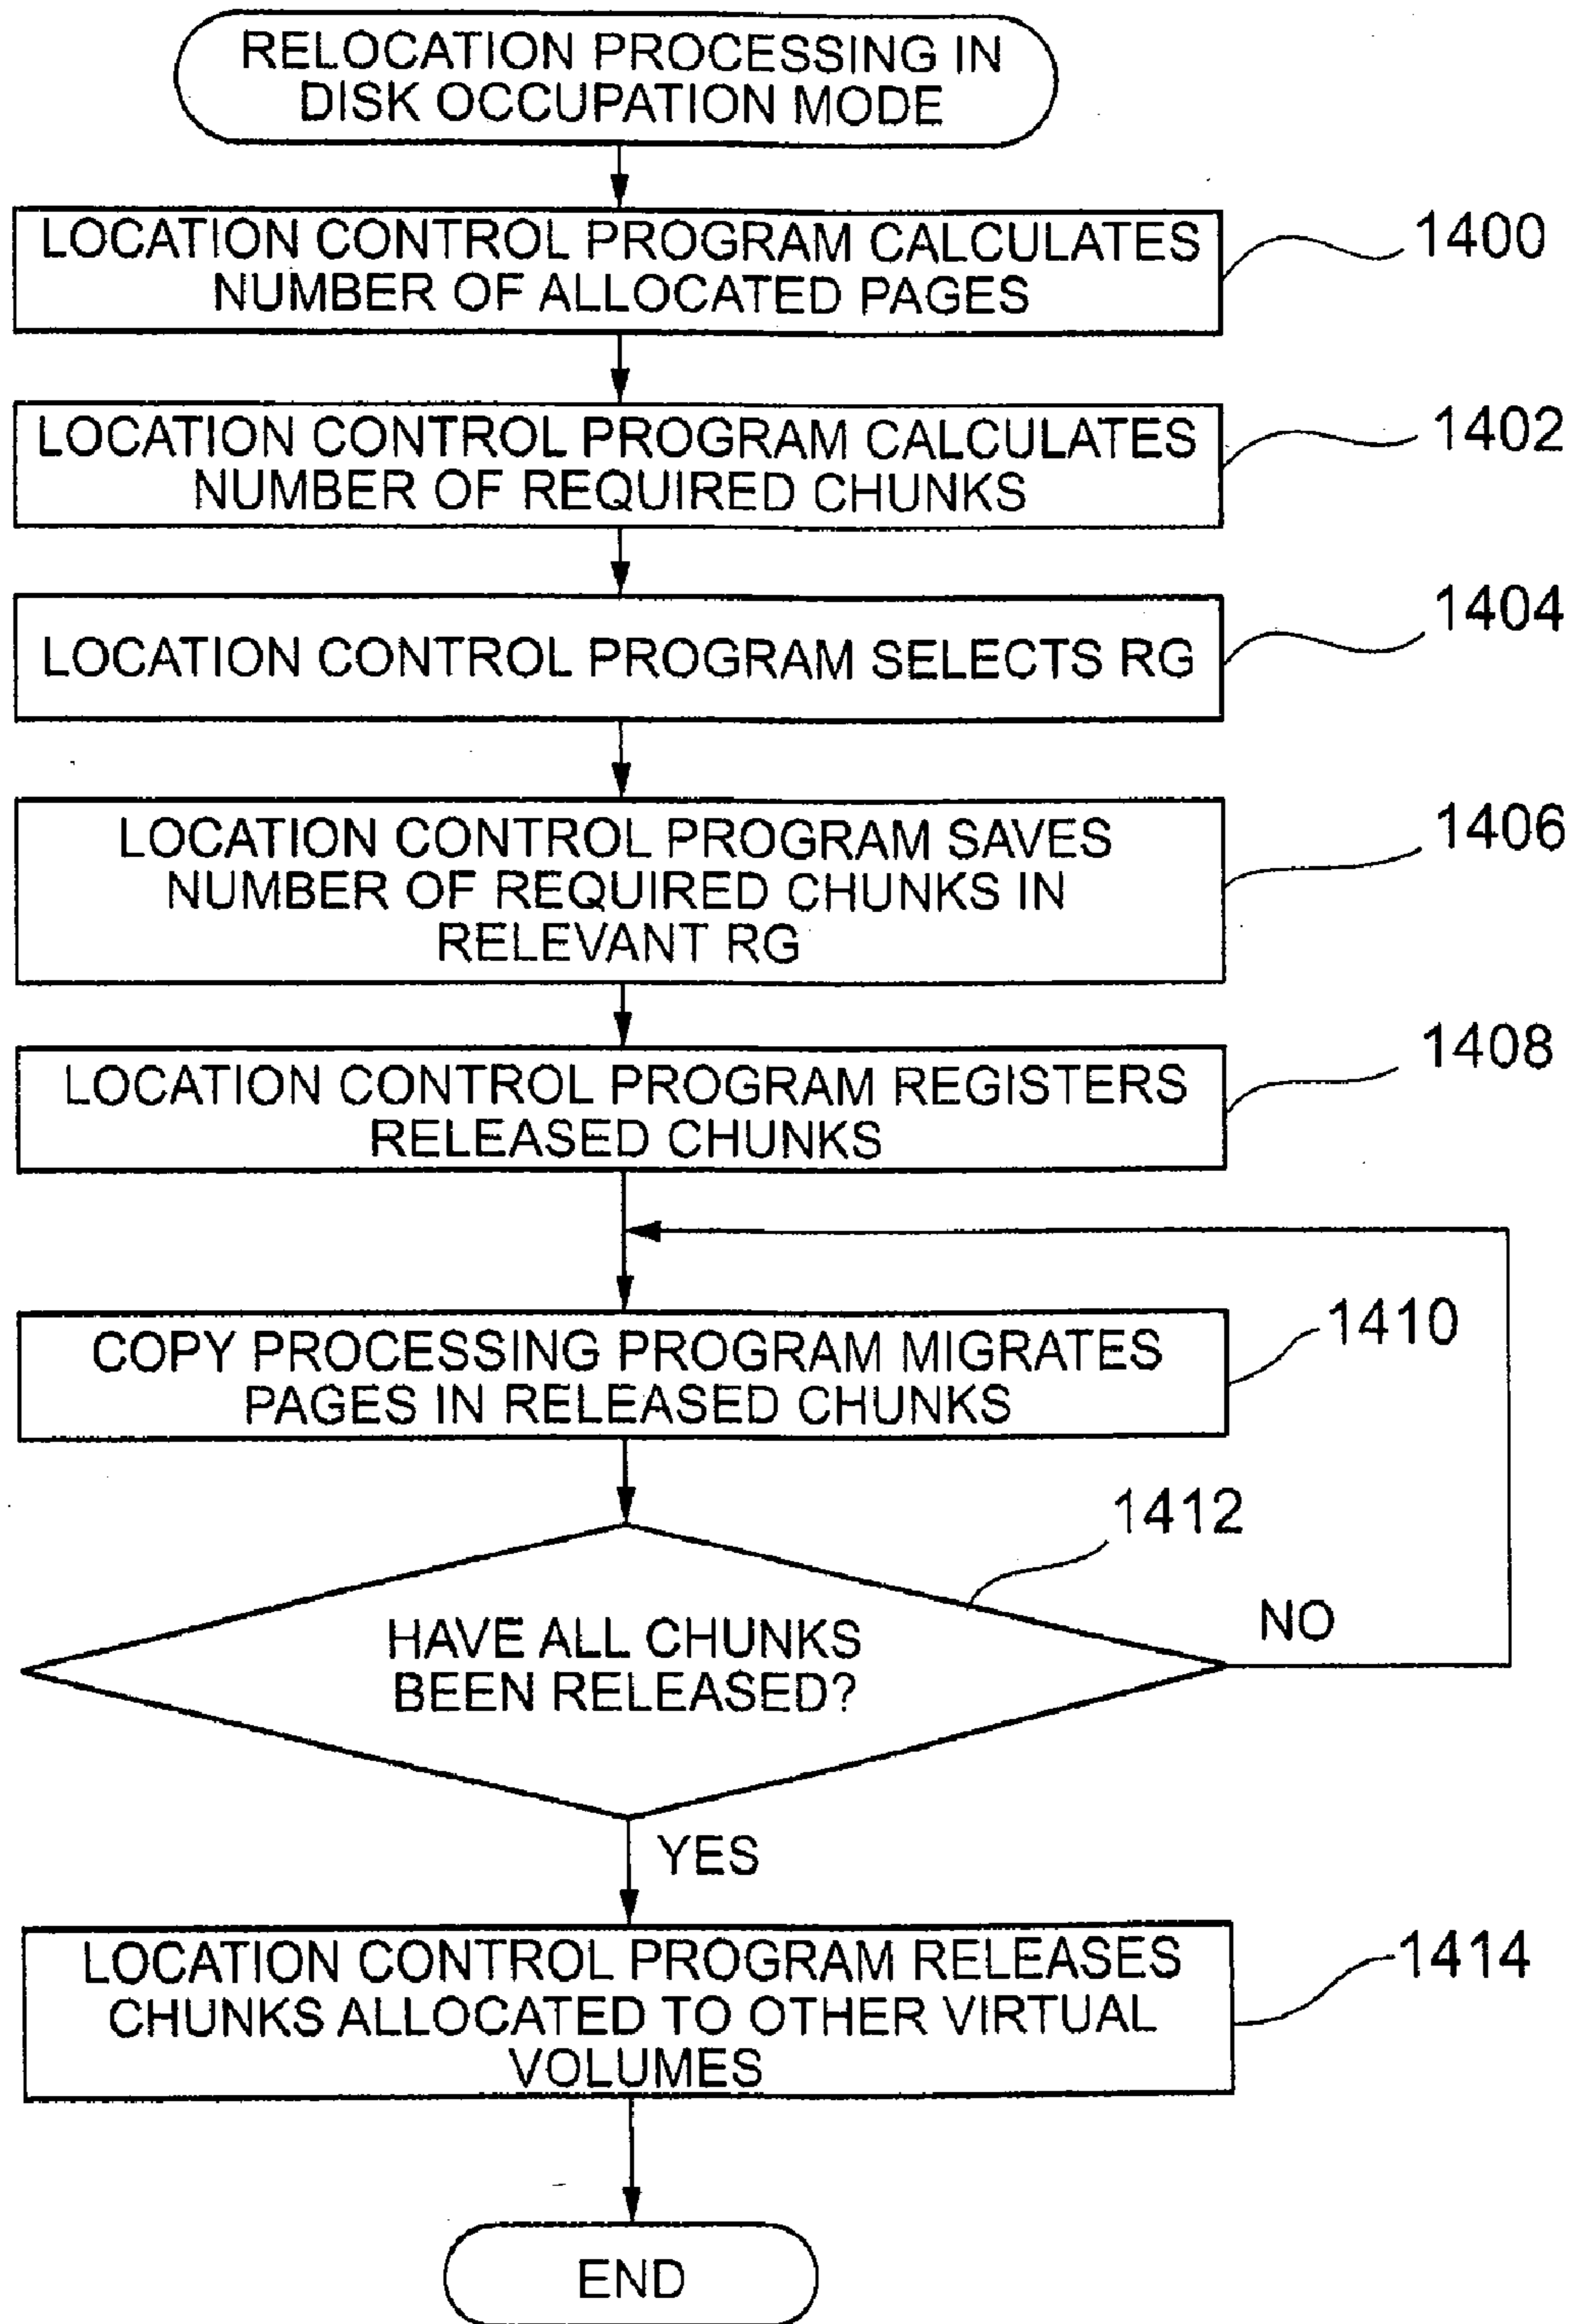 RELOCATION PROCESSING IN
DISK OCCUPATION MODE
LOCATION CONTROL PROGRAM CALCULATES
NUMBER OF ALLOCATED PAGES
1400
LOCATION CONTROL PROGRAM CALCULATES
NUMBER OF REQUIRED CHUNKS
1402
LOCATION CONTROL PROGRAM SELECTS RG
1404
LOCATION CONTROL PROGRAM SAVES
NUMBER OF REQUIRED CHUNKS IN
RELEVANT RG
1406
LOCATION CONTROL PROGRAM REGISTERS
RELEASED CHUNKS
1408
COPY PROCESSING PROGRAM MIGRATES
PAGES IN RELEASED CHUNKS
1410
1412
HAVE ALL CHUNKS
BEEN RELEASED?
NO
YES
LOCATION CONTROL PROGRAM RELEASES
CHUNKS ALLOCATED TO OTHER VIRTUAL
VOLUMES
1414
END